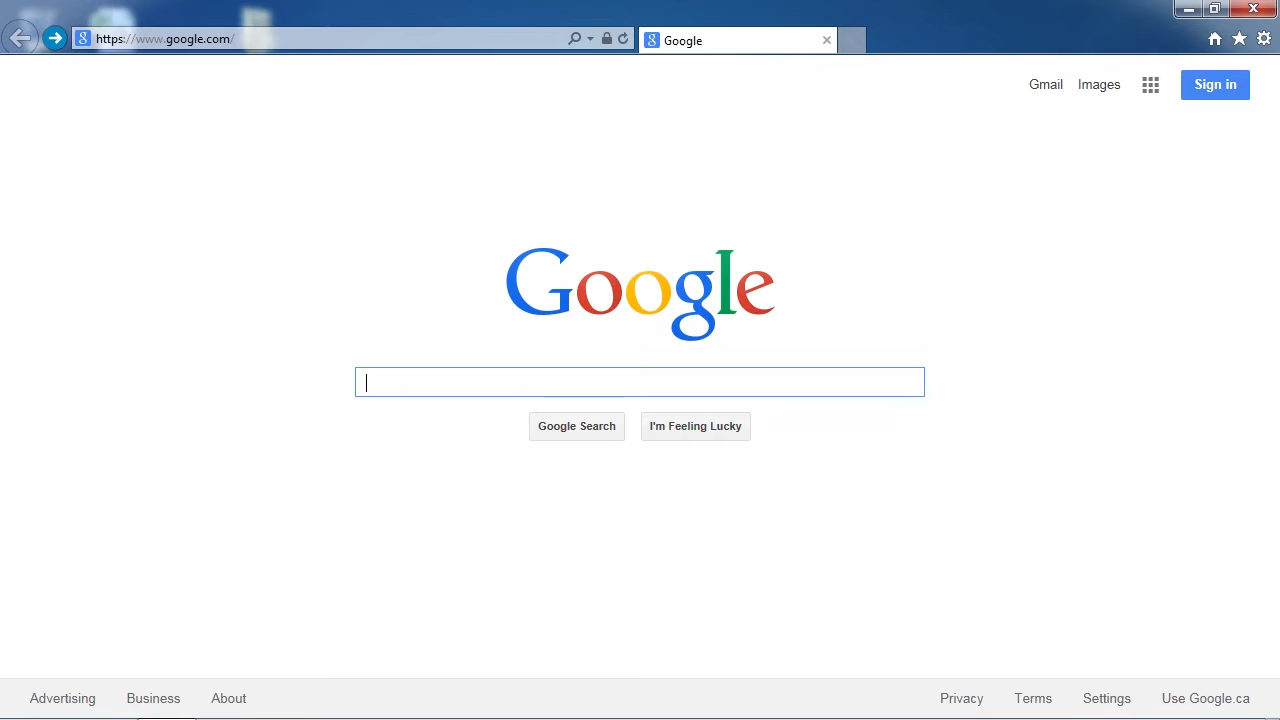 https://www.google.com/
Google
Gmail Images Sign in
Google
Google Search I'm Feeling Lucky
Advertising Business About Privacy Terms Settings Use Google.ca